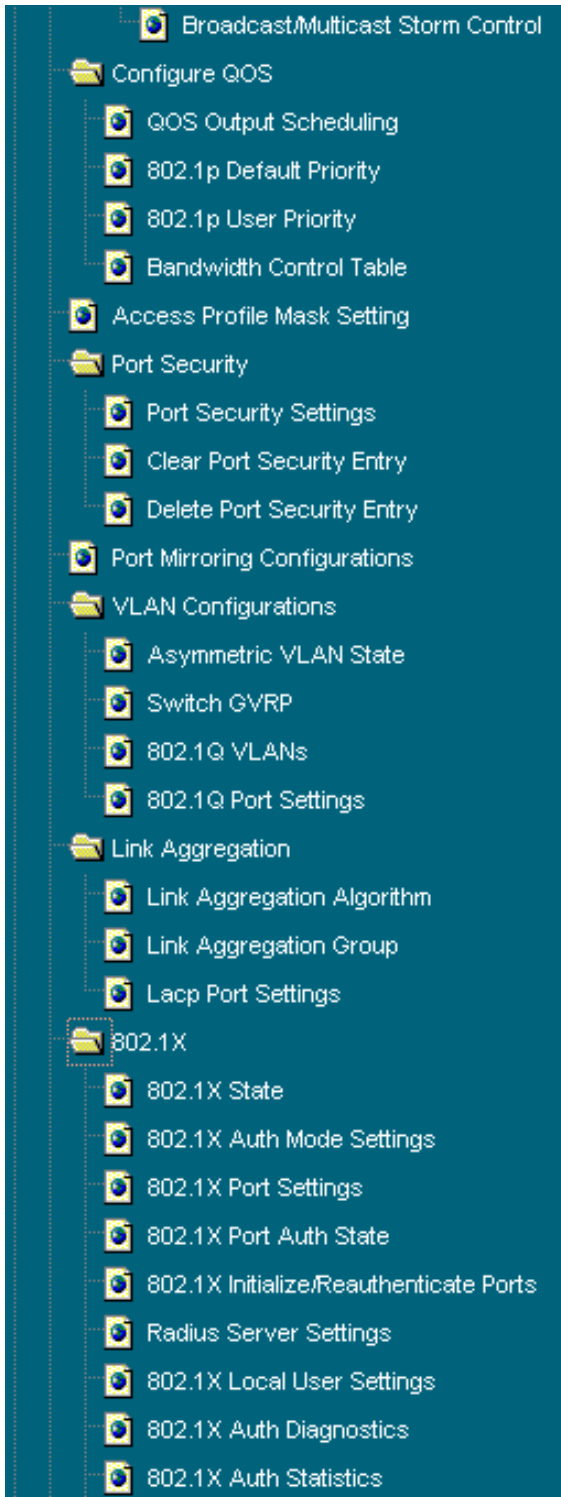 Broadcast/Multicast Storm Control
Configure QOS
QOS Output Scheduling
802.1p Default Priority
802.1p User Priority
Bandwidth Control Table
Access Profile Mask Setting
Port Security
Port Security Settings
Clear Port Security Entry
Delete Port Security Entry
Port Mirroring Configurations
VLAN Configurations
Asymmetric VLAN State
Switch GVRP
802.1Q VLANs
802.1Q Port Settings
Link Aggregation
Link Aggregation Algorithm
Link Aggregation Group
Lacp Port Settings
802.1X
802.1X State
802.1X Auth Mode Settings
802.1X Port Settings
802.1X Port Auth State
802.1X Initialize/Reauthenticate Ports
Radius Server Settings
802.1X Local User Settings
802.1X Auth Diagnostics
802.1X Auth Statistics